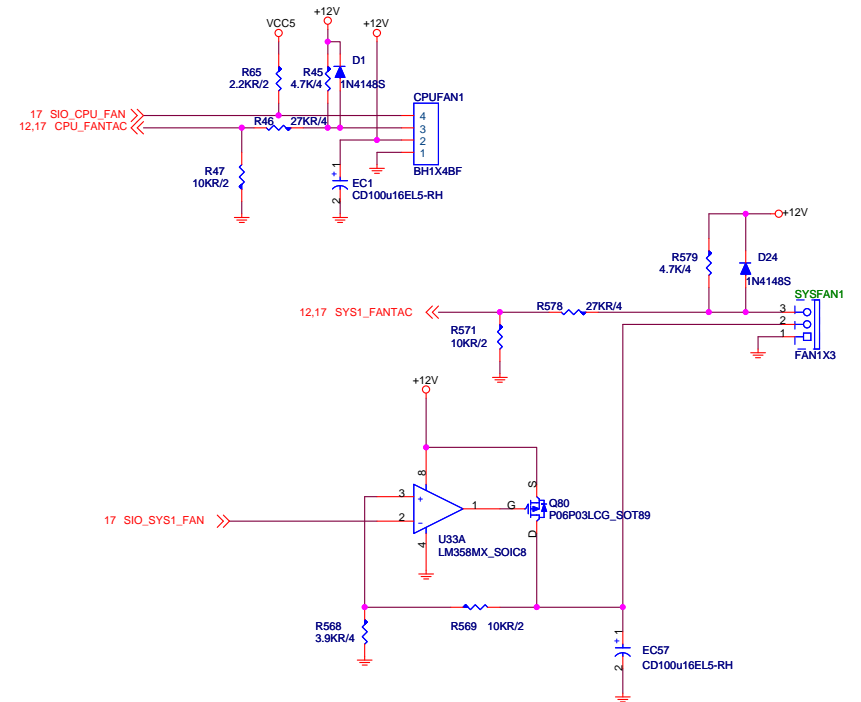 +12V
VCC5
+12V
D1
R65
2.2KR/2
R45
4.7K/4
1N4148S
CPUFAN1
17 SIO_CPU_FAN
4
12,17 CPU_FANTAC
R46 27KR/4
3
2
1
R47
10KR/2
+
1
EC1
2
CD100u16EL5-RH
BH1X4BF
+12V
R579
4.7K/4
D24
1N4148S
SYSFAN1
12,17 SYS1_FANTAC
R578 27KR/4
3
2
1
R571
10KR/2
FAN1X3
+12V
8
S
3
+
1
G
Q80
P06P03LCG_SOT89
17 SIO_SYS1_FAN
2
-
D
4
U33A
LM358MX_SOIC8
R568
3.9KR/4
R569 10KR/2
+
1
EC57
2
CD100u16EL5-RH